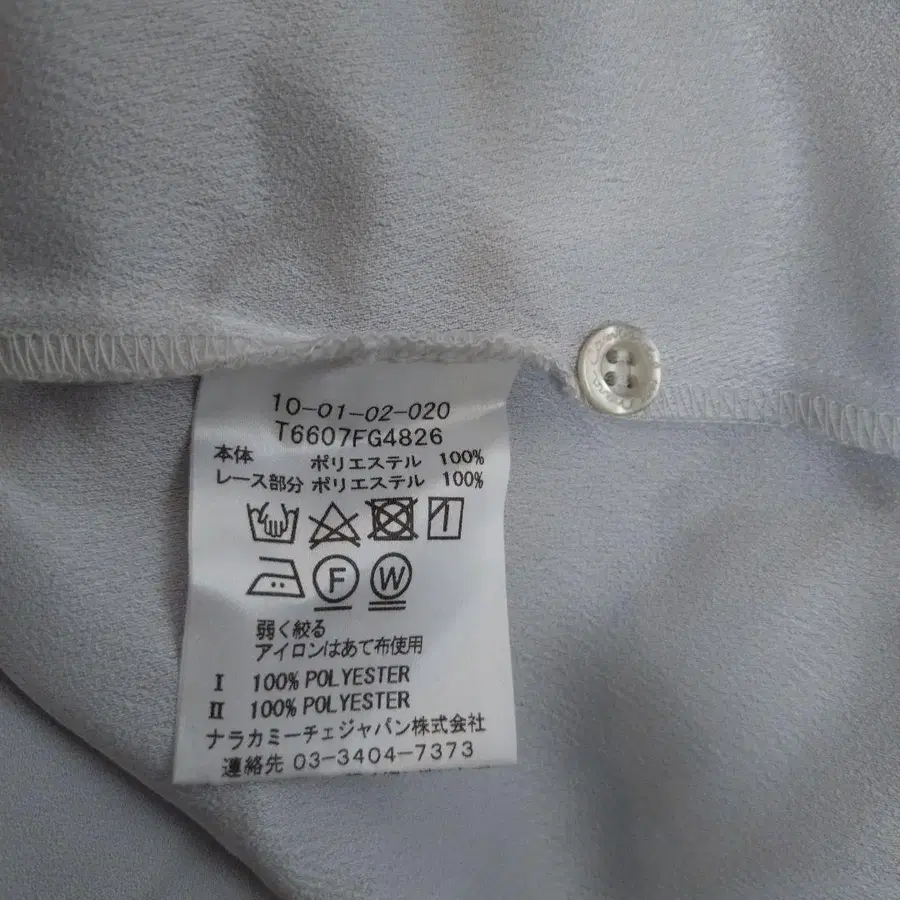 10-01-02-020
T6607FG4826
本体 ポリエステル 100%
レース部分 ポリエステル 100%
F W
弱く絞る
アイロンはあて布使用
I 100% POLYESTER
II 100% POLYESTER
ナラカミーチェジャパン株式会社
連絡先 03-3404-7373